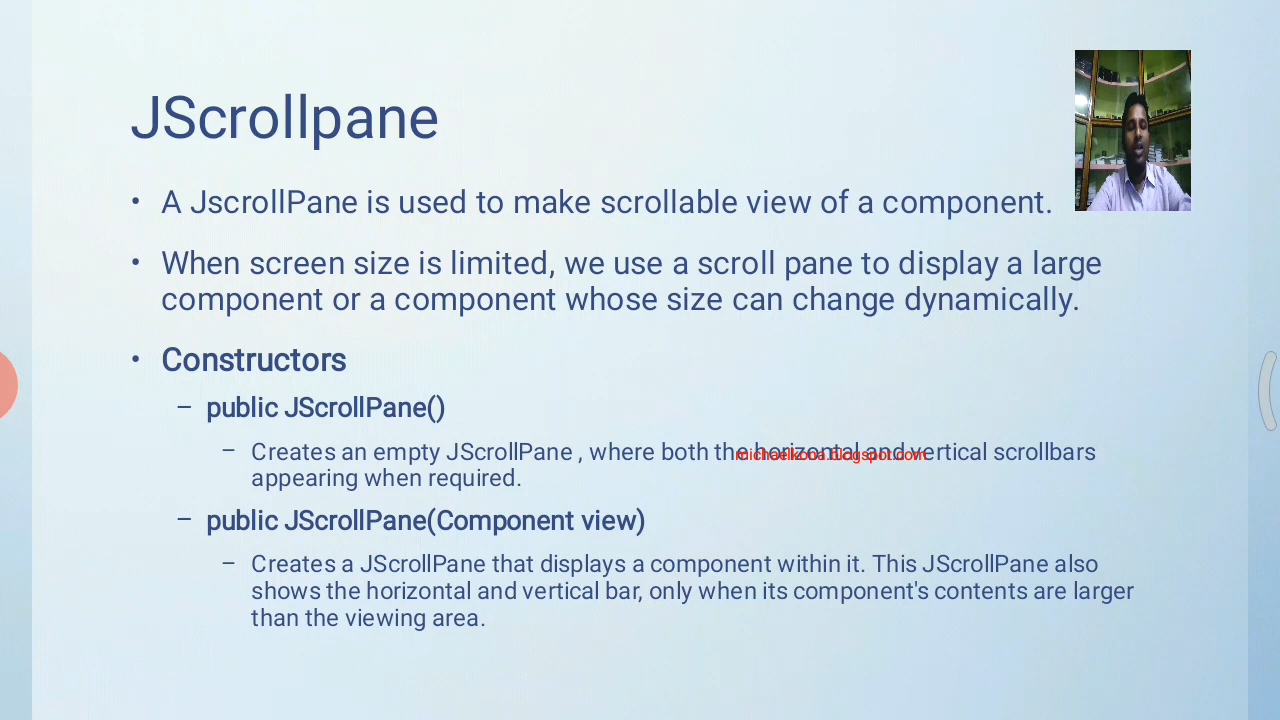 JScrollpane
• A JscrollPane is used to make scrollable view of a component.
• When screen size is limited, we use a scroll pane to display a large
component or a component whose size can change dynamically.
• Constructors
– public JScrollPane()
– Creates an empty JScrollPane , where both the horizontal and vertical scrollbars
michaelkona.blogspot.com
appearing when required.
– public JScrollPane(Component view)
– Creates a JScrollPane that displays a component within it. This JScrollPane also
shows the horizontal and vertical bar, only when its component's contents are larger
than the viewing area.